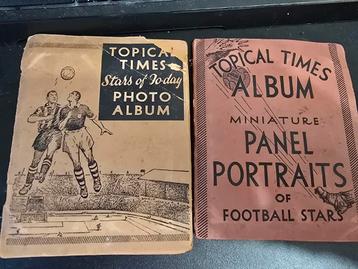 TOPICAL
TIMES
Stars of To-day
PHOTO
ALBUM
TOPICAL TIMES
ALBUM
MINIATURE
PANEL
PORTRAITS
OF
FOOTBALL STARS